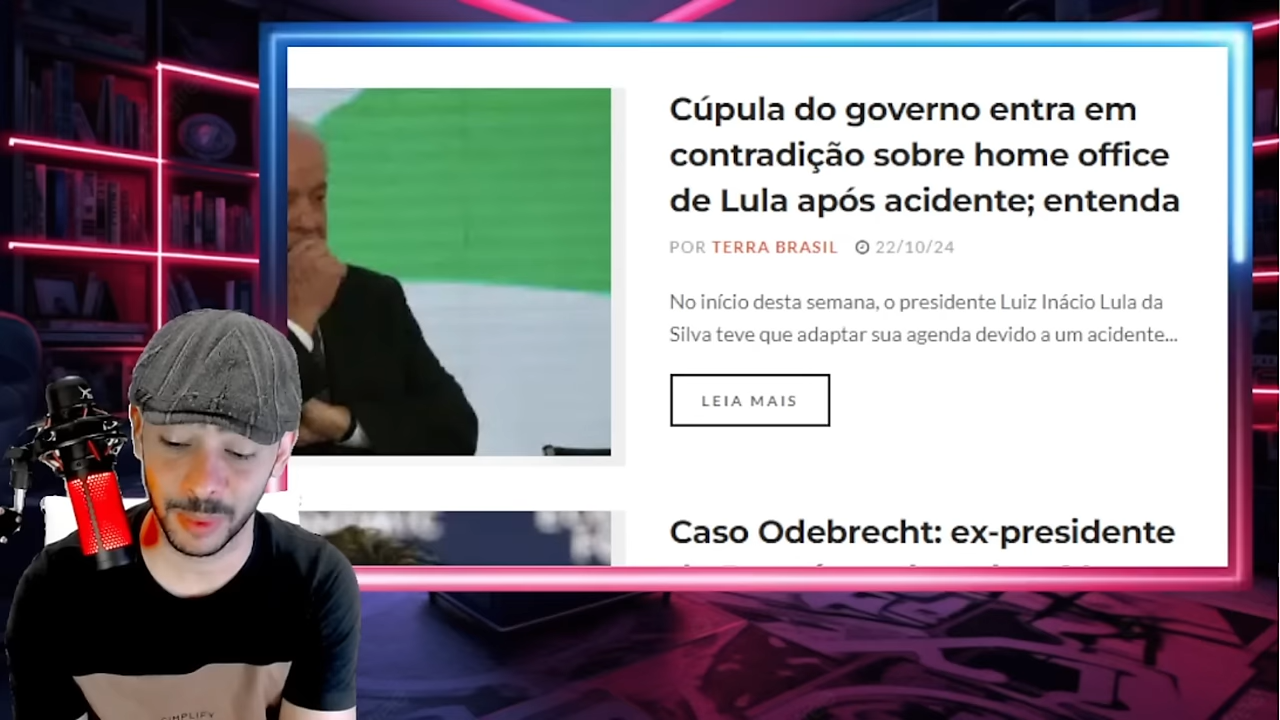 Cúpula do governo entra em
contradição sobre home office
de Lula após acidente; entenda
POR TERRA BRASIL 22/10/24
No início desta semana, o presidente Luiz Inácio Lula da
Silva teve que adaptar sua agenda devido a um acidente...
LEIA MAIS
Caso Odebrecht: ex-presidente
SIMPLIFY